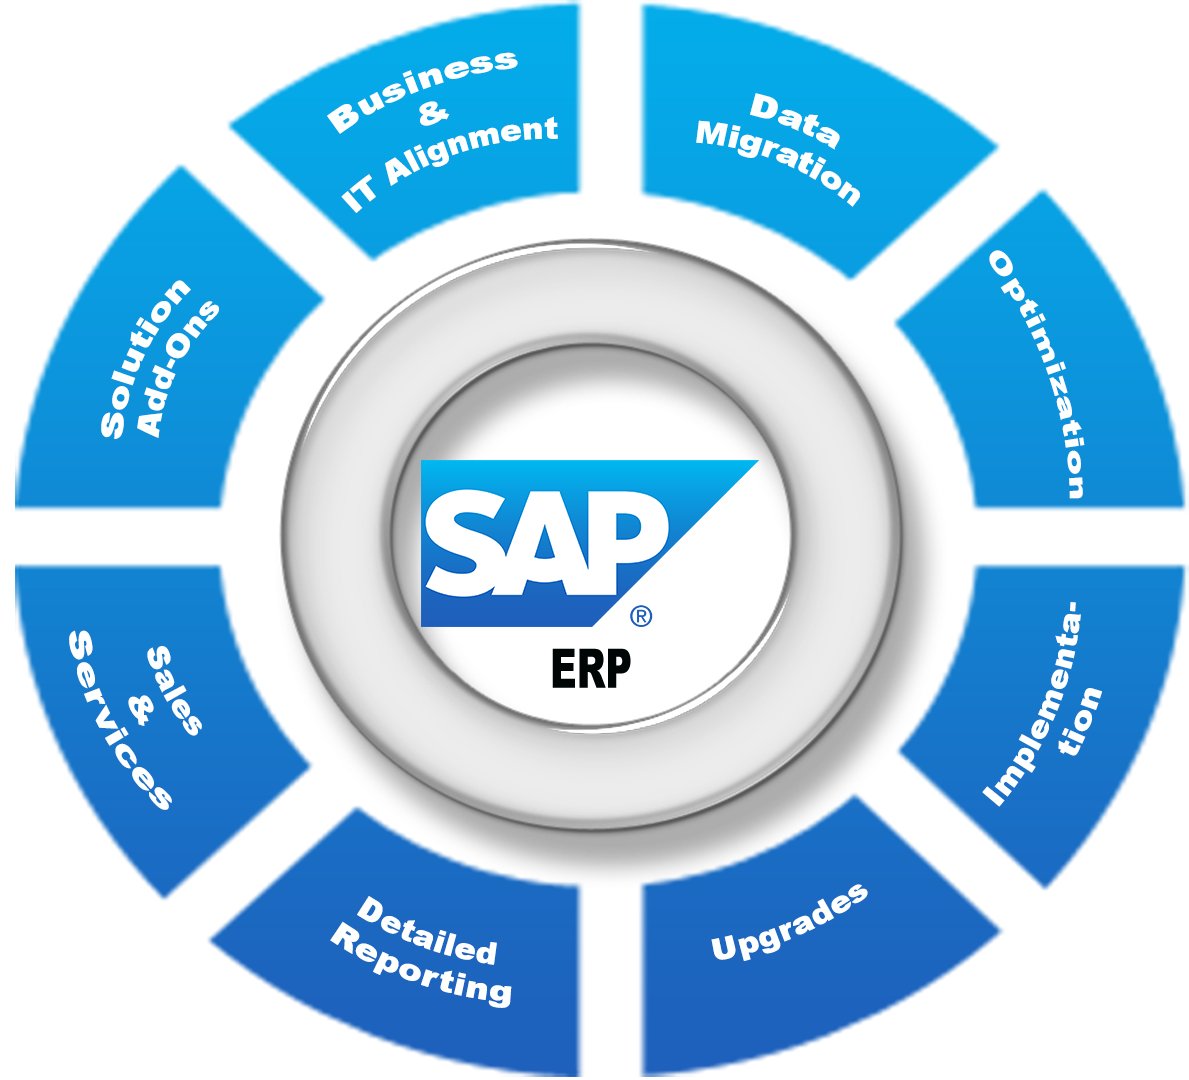 Business
&
IT Alignment
Data
Migration
Optimization
Implementa-
tion
Upgrades
Detailed
Reporting
Sales
&
Services
Solution
Add-Ons
SAP
®
ERP